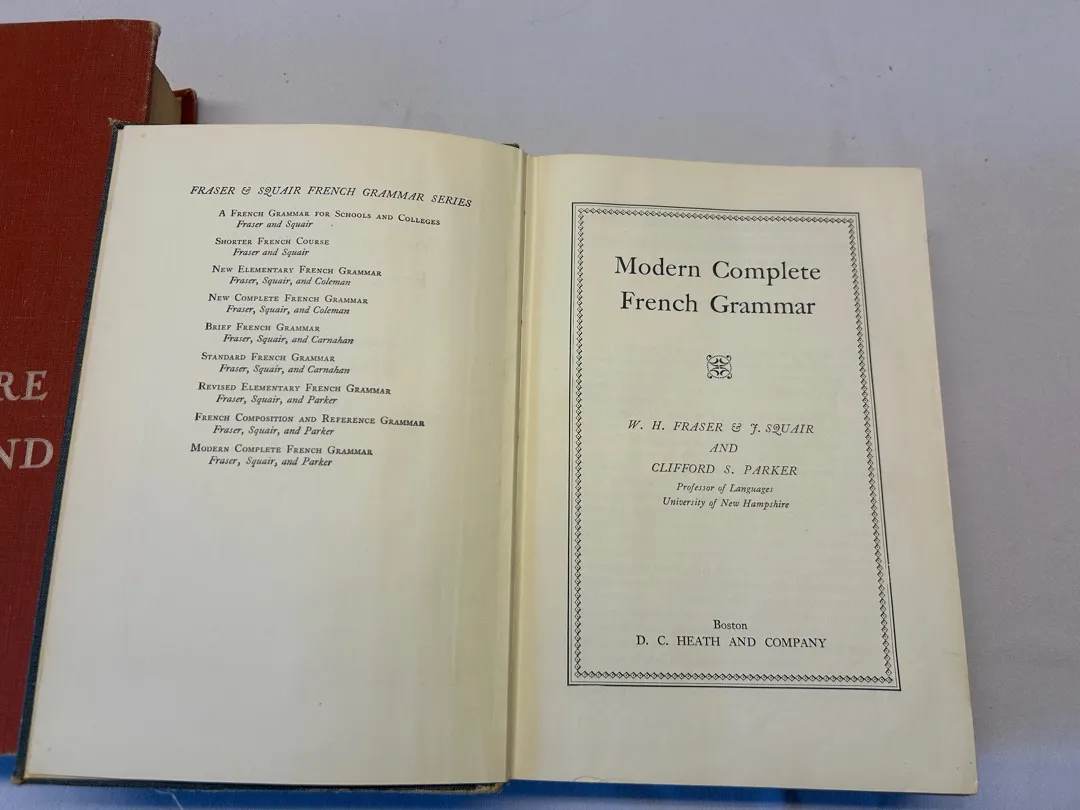 RE
ND
FRASER & SQUAIR FRENCH GRAMMAR SERIES
A FRENCH GRAMMAR FOR SCHOOLS AND COLLEGES
Fraser and Squair
SHORTER FRENCH COURSE
Fraser and Squair
NEW ELEMENTARY FRENCH GRAMMAR
Fraser, Squair, and Coleman
NEW COMPLETE FRENCH GRAMMAR
Fraser, Squair, and Coleman
BRIEF FRENCH GRAMMAR
Fraser, Squair, and Carnahan
STANDARD FRENCH GRAMMAR
Fraser, Squair, and Carnahan
REVISED ELEMENTARY FRENCH GRAMMAR
Fraser, Squair, and Parker
FRENCH COMPOSITION AND REFERENCE GRAMMAR
Fraser, Squair, and Parker
MODERN COMPLETE FRENCH GRAMMAR
Fraser, Squair, and Parker
Modern Complete
French Grammar
W. H. FRASER & J. SQUAIR
AND
CLIFFORD S. PARKER
Professor of Languages
University of New Hampshire
Boston
D. C. HEATH AND COMPANY